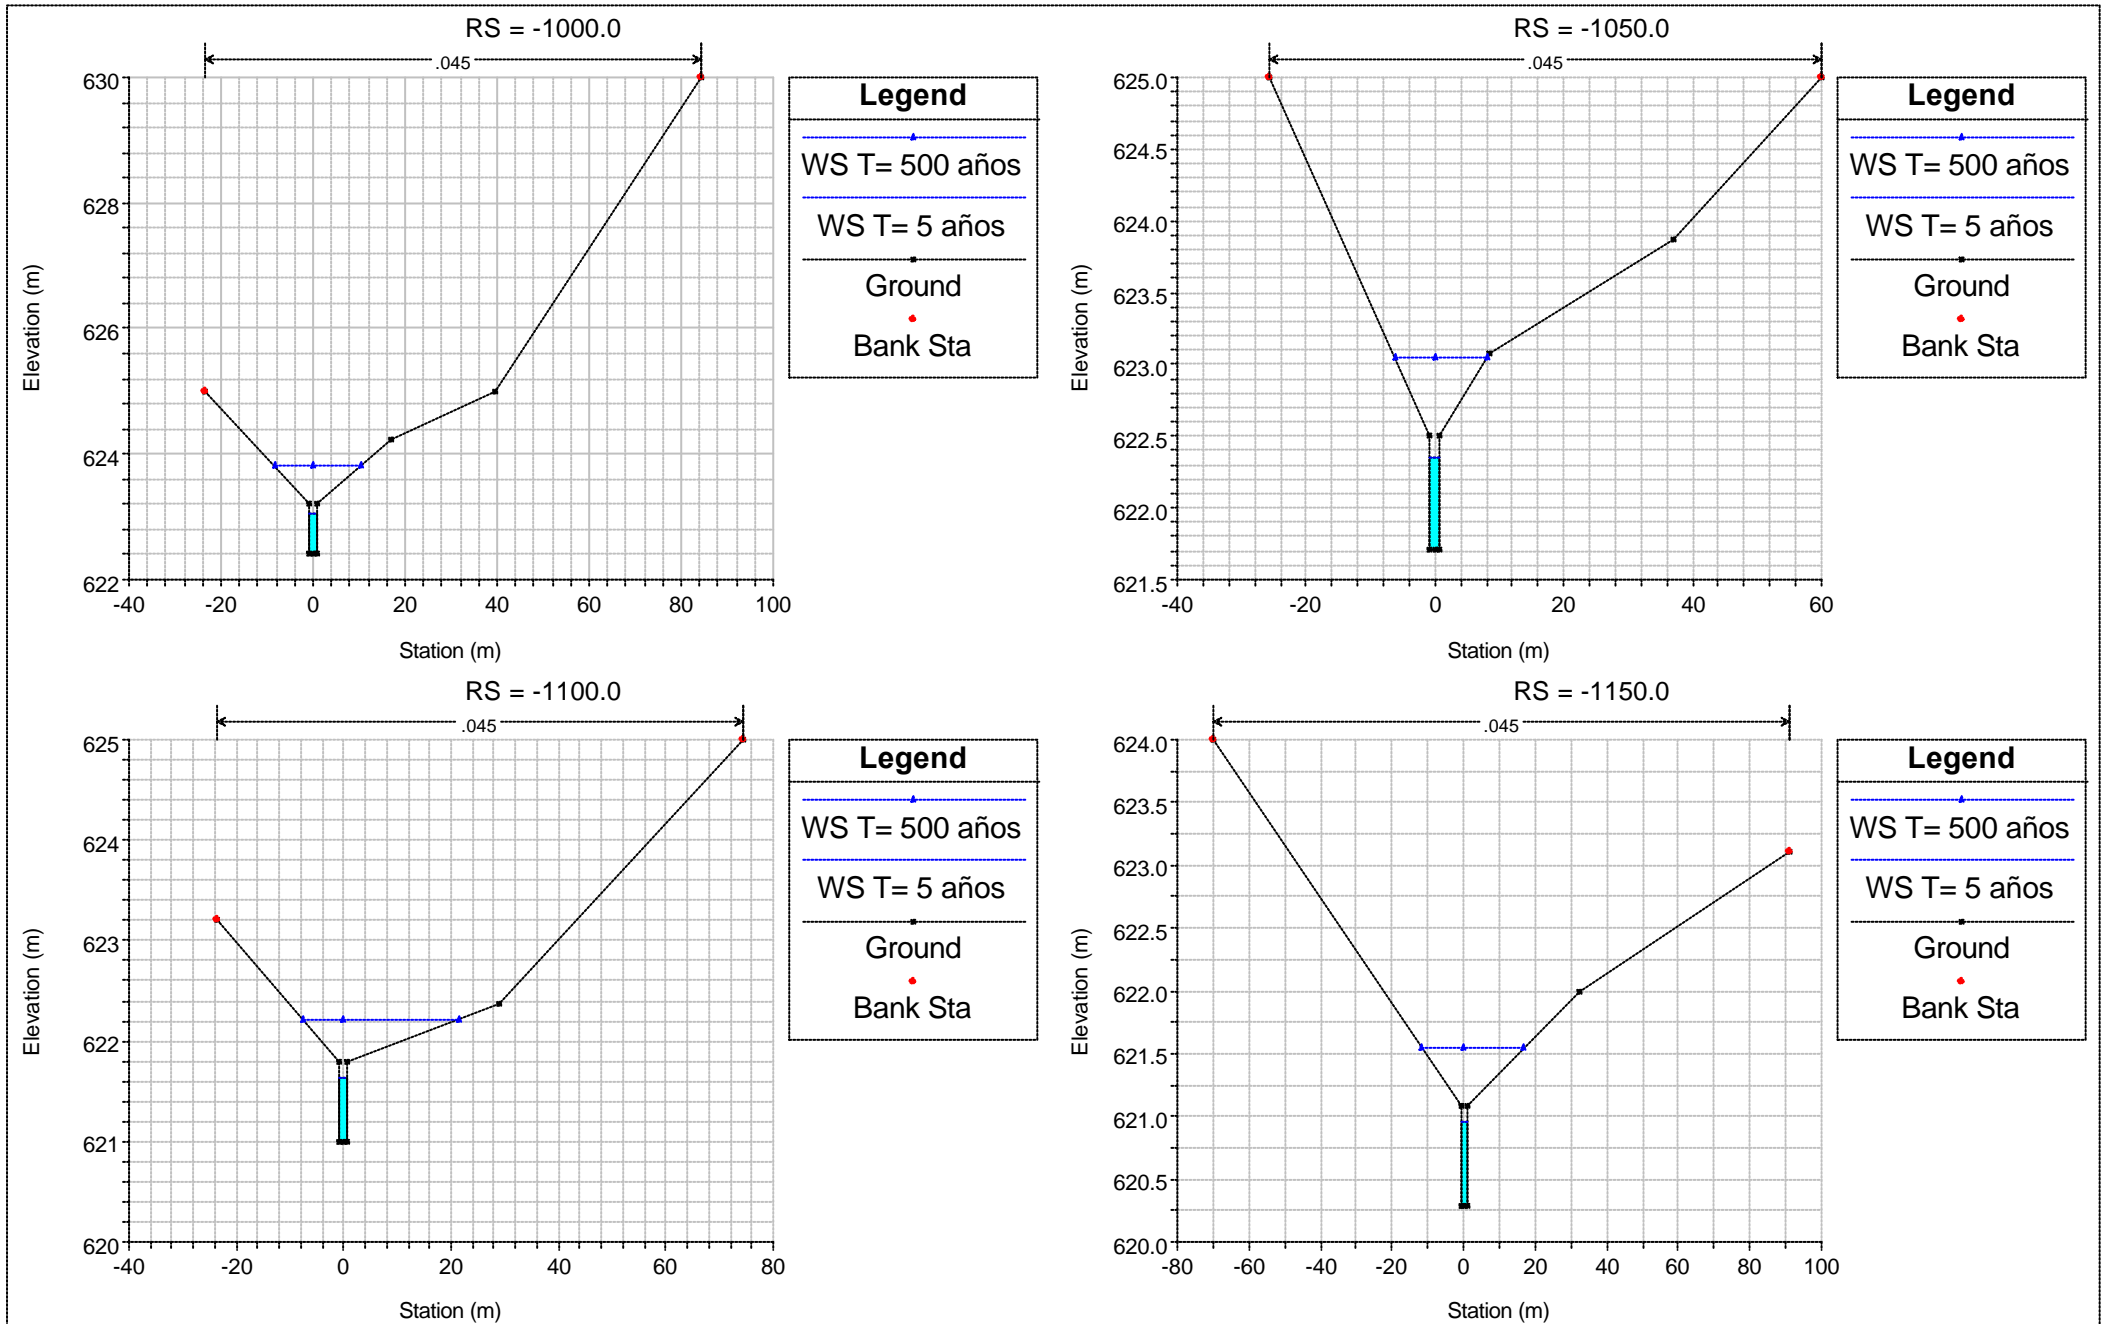 RS = -1000.0
.045
630
628
626
624
622
-40 -20 0 20 40 60 80 100
Elevation (m)
Station (m)
Legend
WS T= 500 años
WS T= 5 años
Ground
Bank Sta
RS = -1050.0
.045
625.0
624.5
624.0
623.5
623.0
622.5
622.0
621.5
-40 -20 0 20 40 60
Elevation (m)
Station (m)
Legend
WS T= 500 años
WS T= 5 años
Ground
Bank Sta
RS = -1100.0
.045
625
624
623
622
621
620
-40 -20 0 20 40 60 80
Elevation (m)
Station (m)
Legend
WS T= 500 años
WS T= 5 años
Ground
Bank Sta
RS = -1150.0
.045
624.0
623.5
623.0
622.5
622.0
621.5
621.0
620.5
620.0
-80 -60 -40 -20 0 20 40 60 80 100
Elevation (m)
Station (m)
Legend
WS T= 500 años
WS T= 5 años
Ground
Bank Sta